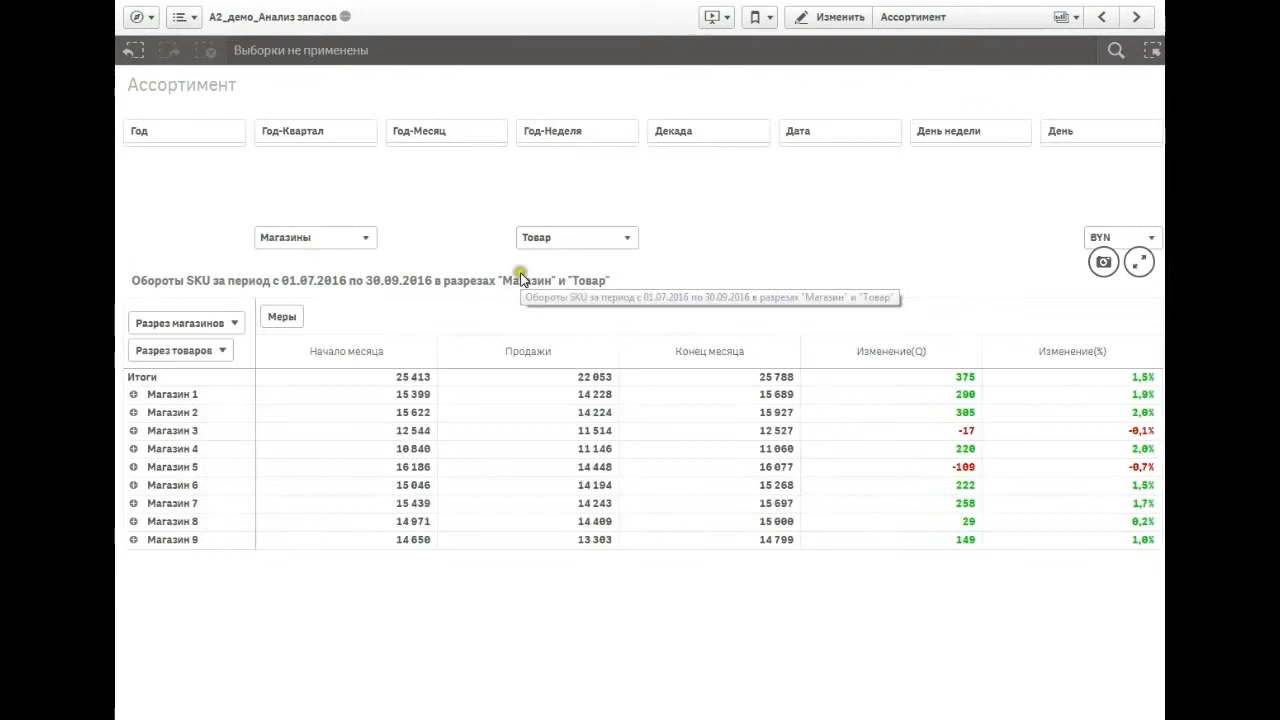 А2_демо_Анализ запасов
Изменить
Ассортимент
Выборки не применены
Ассортимент
Год Год-Квартал Год-Месяц Год-Неделя Декада Дата День недели День
Магазины Товар BYN
Обороты SKU за период с 01.07.2016 по 30.09.2016 в разрезах "Магазин" и "Товар"
Обороты SKU за период с 01.07.2016 по 30.09.2016 в разрезах "Магазин" и "Товар"
Разрез магазинов Меры
Разрез товаров Начало месяца Продажи Конец месяца Изменение(Q) Изменение(%)
Итоги 25 413 22 053 25 788 375 1,5%
Магазин 1 15 399 14 228 15 689 290 1,9%
Магазин 2 15 622 14 224 15 927 305 2,0%
Магазин 3 12 544 11 514 12 527 -17 -0,1%
Магазин 4 10 840 11 146 11 060 220 2,0%
Магазин 5 16 186 14 448 16 077 -109 -0,7%
Магазин 6 15 046 14 194 15 268 222 1,5%
Магазин 7 15 439 14 243 15 697 258 1,7%
Магазин 8 14 971 14 409 15 000 29 0,2%
Магазин 9 14 650 13 303 14 799 149 1,0%